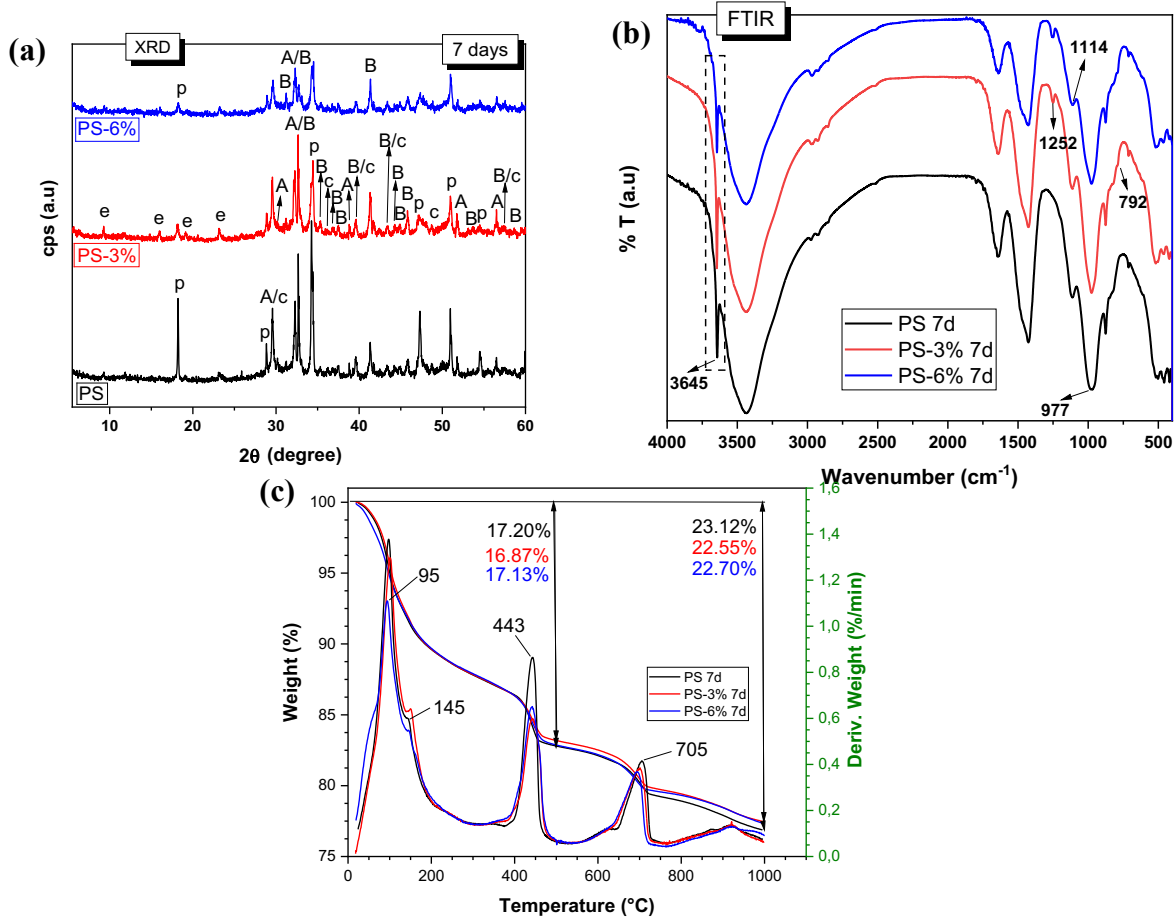 (a)
XRD
7 days
A/B
B
B
p
PS-6%
A/B
p
B
c
B
B
A
B/c
B/c
B
B
B
p
c
p
A
B
p
A
B/c
B
A
e
e
e
e
PS-3%
p
A/c
p
PS
cps (a.u)
10 20 30 40 50 60
2θ (degree)
(b)
FTIR
1114
1252
792
3645
977
PS 7d
PS-3% 7d
PS-6% 7d
% T (a.u)
4000 3500 3000 2500 2000 1500 1000 500
Wavenumber (cm⁻¹)
(c)
17.20%
16.87%
17.13%
23.12%
22.55%
22.70%
95
145
443
705
PS 7d
PS-3% 7d
PS-6% 7d
Weight (%)
100
95
90
85
80
75
0 200 400 600 800 1000
Temperature (°C)
1,6
1,4
1,2
1,0
0,8
0,6
0,4
0,2
0,0
Deriv. Weight (%/min)